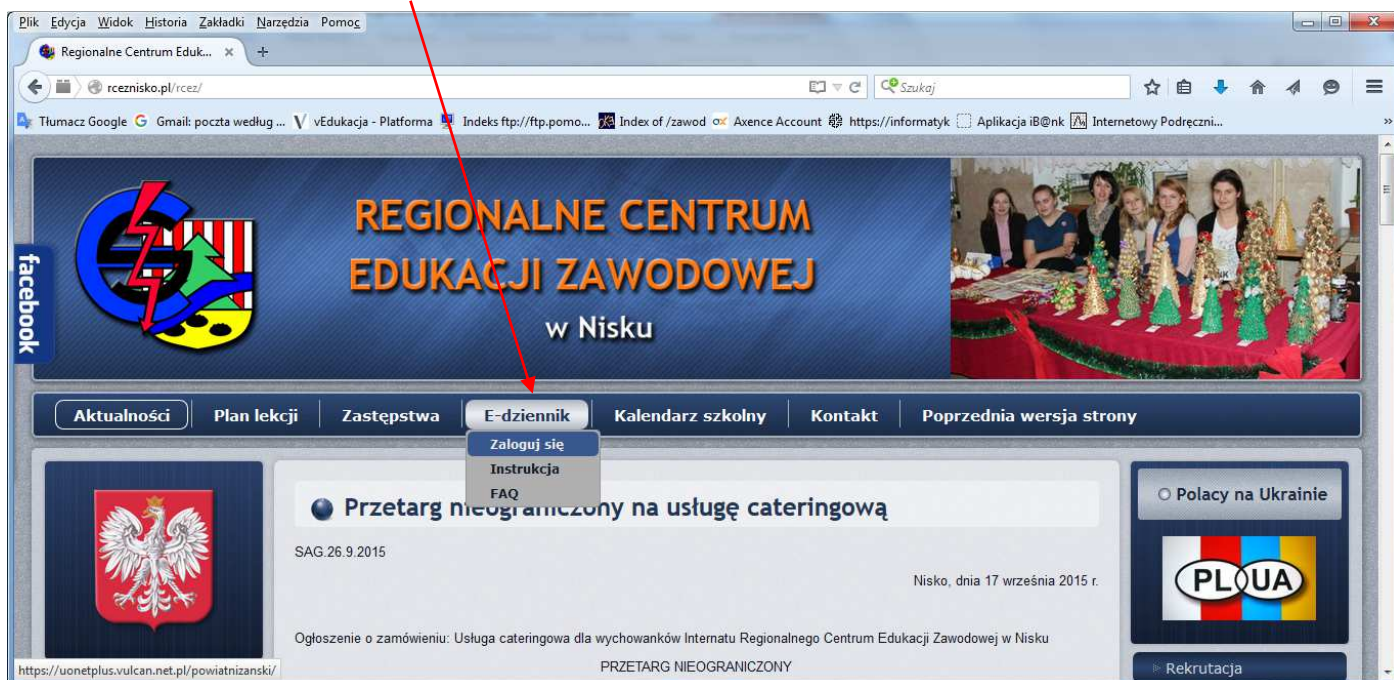 Plik Edycja Widok Historia Zakładki Narzędzia Pomoc
Regionalne Centrum Eduk...
rceznisko.pl/rcez/
Szukaj
Tłumacz Google G Gmail: poczta według ... vEdukacja - Platforma Indeks ftp://ftp.pomo... Index of /zawod Axence Account https://informatyk Aplikacja iB@nk Internetowy Podręczni... »
REGIONALNE CENTRUM
EDUKACJI ZAWODOWEJ
w Nisku
facebook
Aktualności Plan lekcji Zastępstwa E-dziennik Kalendarz szkolny Kontakt Poprzednia wersja strony
Zaloguj się
Instrukcja
FAQ
Przetarg nieograniczony na usługę cateringową
SAG.26.9.2015
Nisko, dnia 17 września 2015 r.
Ogłoszenie o zamówieniu: Usługa cateringowa dla wychowanków Internatu Regionalnego Centrum Edukacji Zawodowej w Nisku
PRZETARG NIEOGRANICZONY
Polacy na Ukrainie
PL UA
Rekrutacja
https://uonetplus.vulcan.net.pl/powiatnizanski/